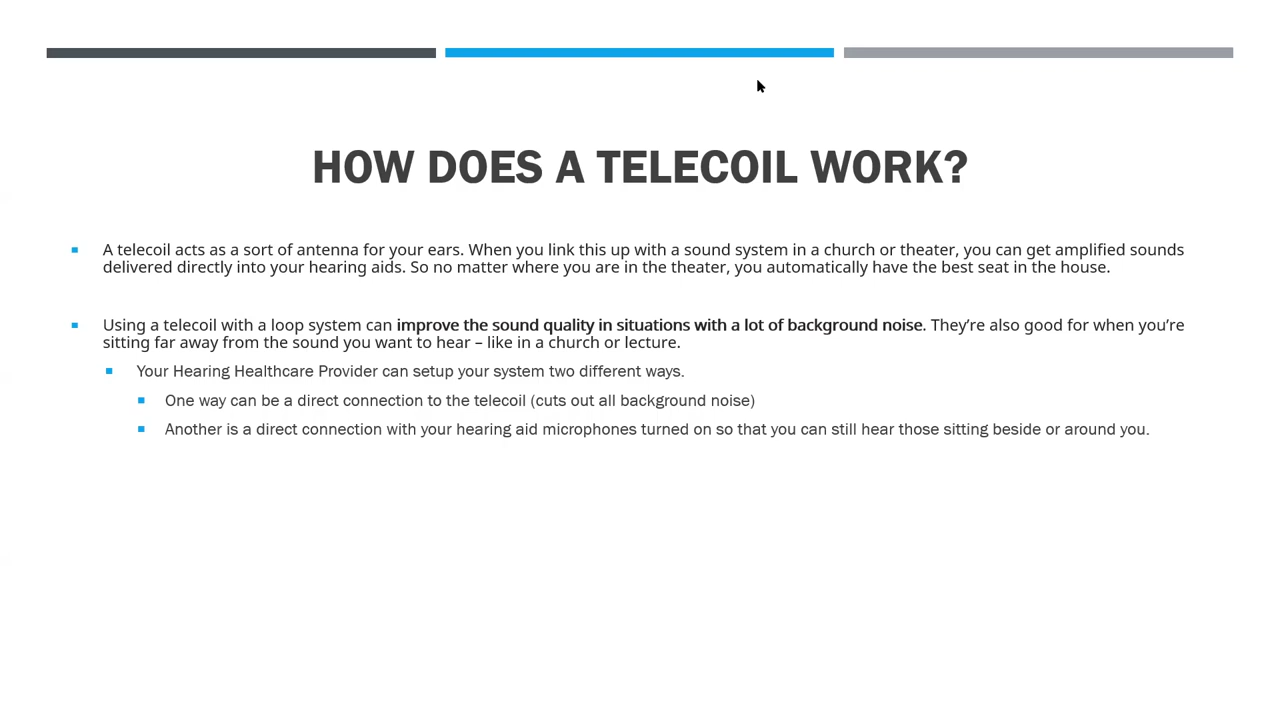 HOW DOES A TELECOIL WORK?
A telecoil acts as a sort of antenna for your ears. When you link this up with a sound system in a church or theater, you can get amplified sounds
delivered directly into your hearing aids. So no matter where you are in the theater, you automatically have the best seat in the house.
Using a telecoil with a loop system can improve the sound quality in situations with a lot of background noise. They’re also good for when you’re
sitting far away from the sound you want to hear – like in a church or lecture.
Your Hearing Healthcare Provider can setup your system two different ways.
One way can be a direct connection to the telecoil (cuts out all background noise)
Another is a direct connection with your hearing aid microphones turned on so that you can still hear those sitting beside or around you.